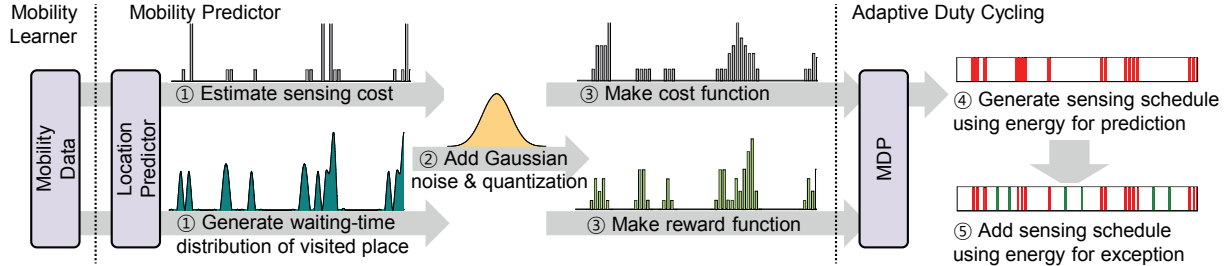 Mobility
Learner
Mobility Predictor
Adaptive Duty Cycling
Mobility
Data
Location
Predictor
① Estimate sensing cost
① Generate waiting-time
distribution of visited place
② Add Gaussian
noise & quantization
③ Make cost function
③ Make reward function
MDP
④ Generate sensing schedule
using energy for prediction
⑤ Add sensing schedule
using energy for exception